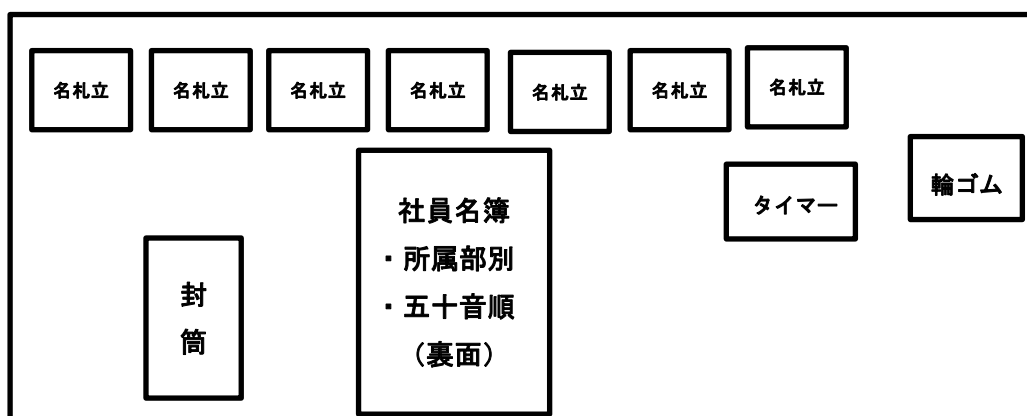 名札立 名札立 名札立 名札立 名札立 名札立 名札立
輪ゴム
タイマー
社員名簿
・所属部別
・五十音順
（裏面）
封
筒